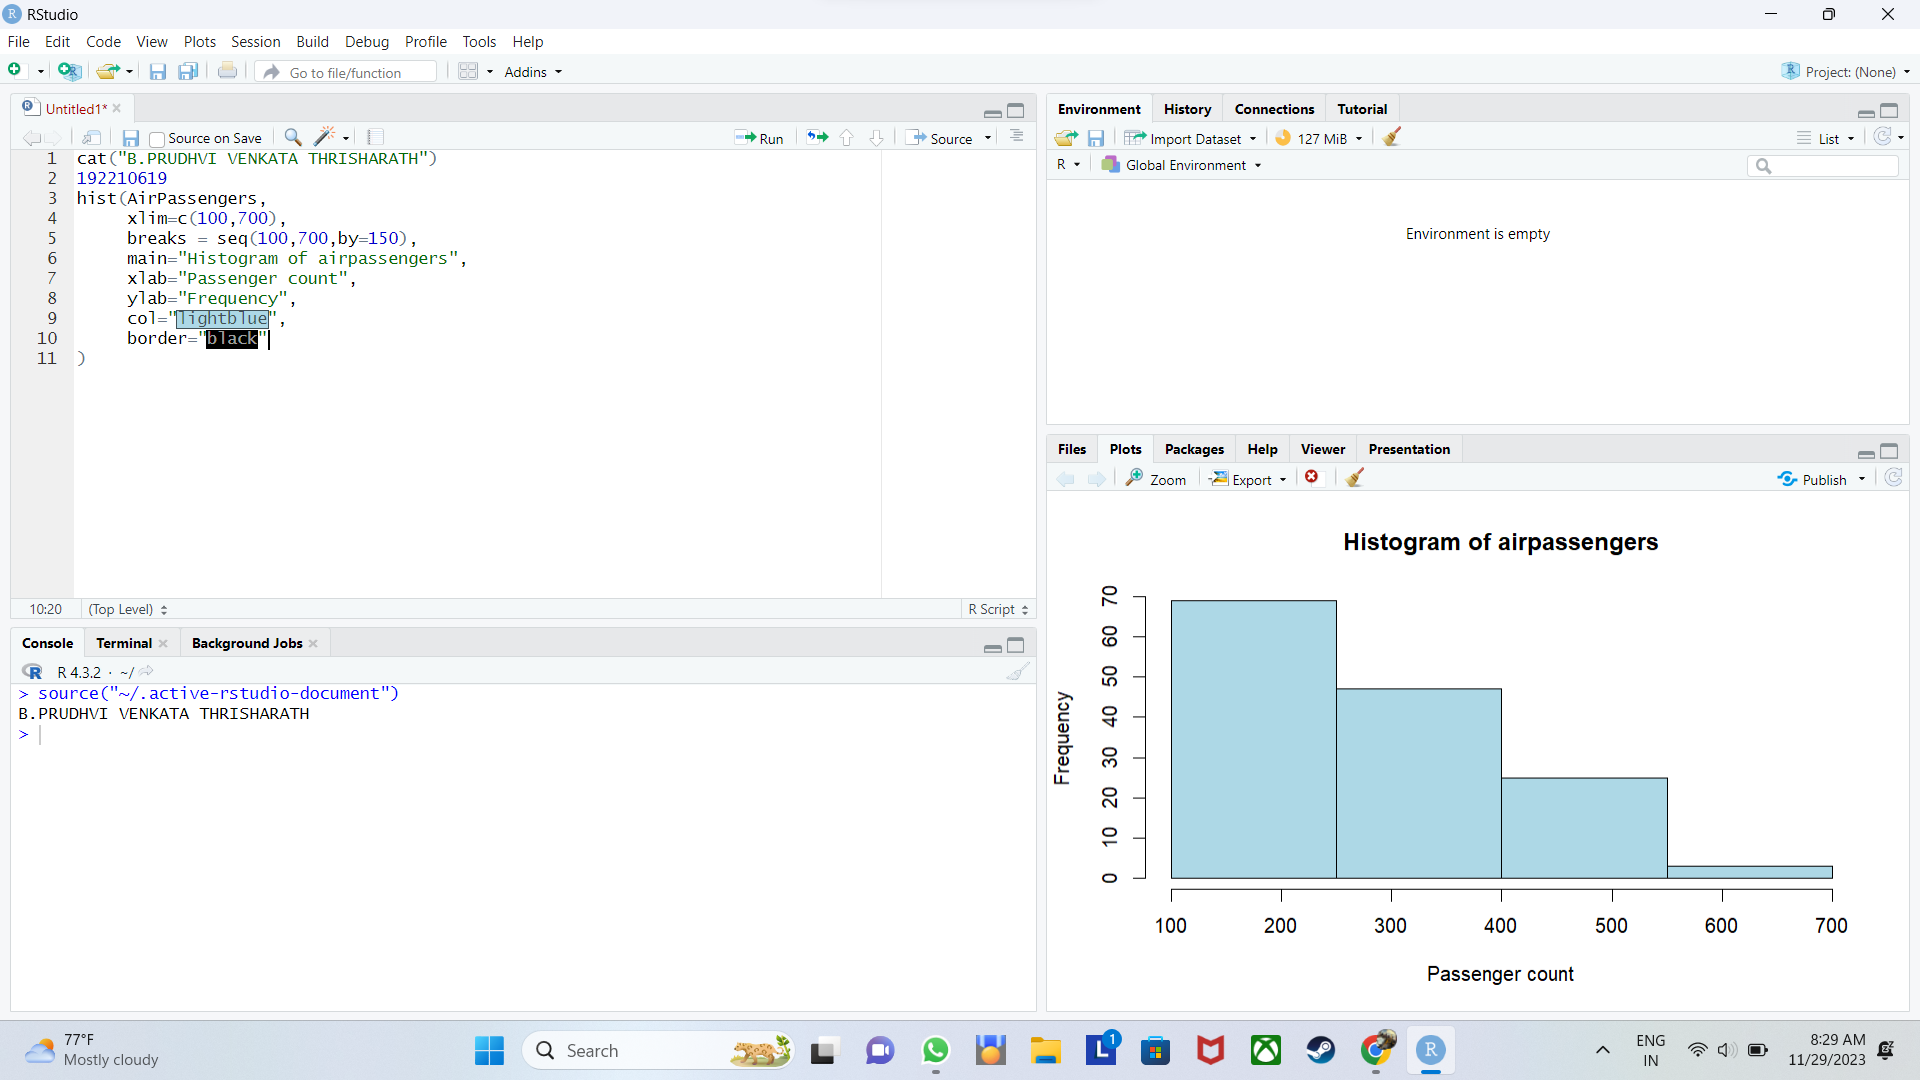 RStudio
File Edit Code View Plots Session Build Debug Profile Tools Help
Go to file/function Addins Project: (None)
Untitled1*
Source on Save Run Source
1 cat("B.PRUDHVI VENKATA THRISHARATH")
2 192210619
3 hist(AirPassengers,
4 xlim=c(100,700),
5 breaks = seq(100,700,by=150),
6 main="Histogram of airpassengers",
7 xlab="Passenger count",
8 ylab="Frequency",
9 col="lightblue",
10 border="black"
11 )
10:20 (Top Level) R Script
Console Terminal Background Jobs
R 4.3.2 · ~/
> source("~/.active-rstudio-document")
B.PRUDHVI VENKATA THRISHARATH
>
Environment History Connections Tutorial
Import Dataset 127 MiB List
R Global Environment
Environment is empty
Files Plots Packages Help Viewer Presentation
Zoom Export Publish
Histogram of airpassengers
Frequency
70
60
50
40
30
20
10
0
100 200 300 400 500 600 700
Passenger count
77°F
Mostly cloudy
Search
L 1
R
ENG
IN
8:29 AM
11/29/2023